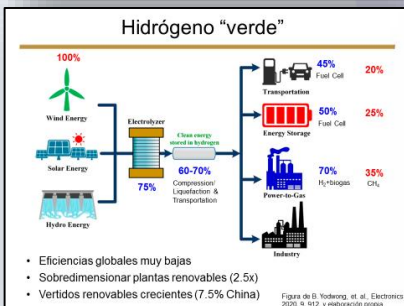 Hidrógeno “verde”
100%
Wind Energy
Solar Energy
Hydro Energy
Electrolyzer
75%
Clean energy
stored in hydrogen
60-70%
Compression/
Liquefaction &
Transportation
45%
Fuel Cell
20%
Transportation
50%
Fuel Cell
25%
Energy Storage
70%
H₂+biogas
35%
CH₄
Power-to-Gas
Industry
• Eficiencias globales muy bajas
• Sobredimensionar plantas renovables (2.5x)
• Vertidos renovables crecientes (7.5% China)
Figura de B. Yodwong, et. al., Electronics
2020, 9, 912, y elaboración propia